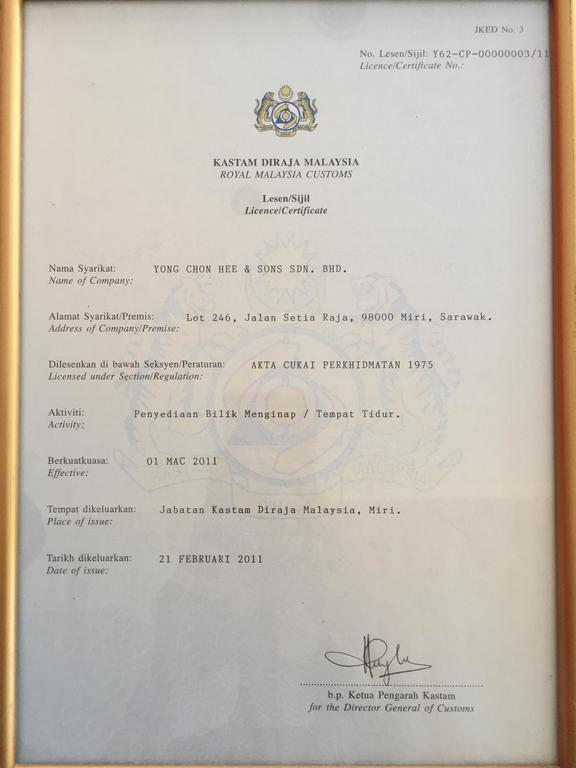 JKED No. 3
No. Lesen/Sijil: Y62-CP-00000003/11
Licence/Certificate No.:
KASTAM DIRAJA MALAYSIA
ROYAL MALAYSIA CUSTOMS
Lesen/Sijil
Licence/Certificate
Nama Syarikat: YONG CHON HEE & SONS SDN. BHD.
Name of Company:
Alamat Syarikat/Premis: Lot 246, Jalan Setia Raja, 98000 Miri, Sarawak.
Address of Company/Premise:
Dilesenkan di bawah Seksyen/Peraturan: AKTA CUKAI PERKHIDMATAN 1975
Licensed under Section/Regulation:
Aktiviti: Penyediaan Bilik Menginap / Tempat Tidur.
Activity:
Berkuatkuasa: 01 MAC 2011
Effective:
Tempat dikeluarkan: Jabatan Kastam Diraja Malaysia, Miri.
Place of issue:
Tarikh dikeluarkan: 21 FEBRUARI 2011
Date of issue:
b.p. Ketua Pengarah Kastam
for the Director General of Customs